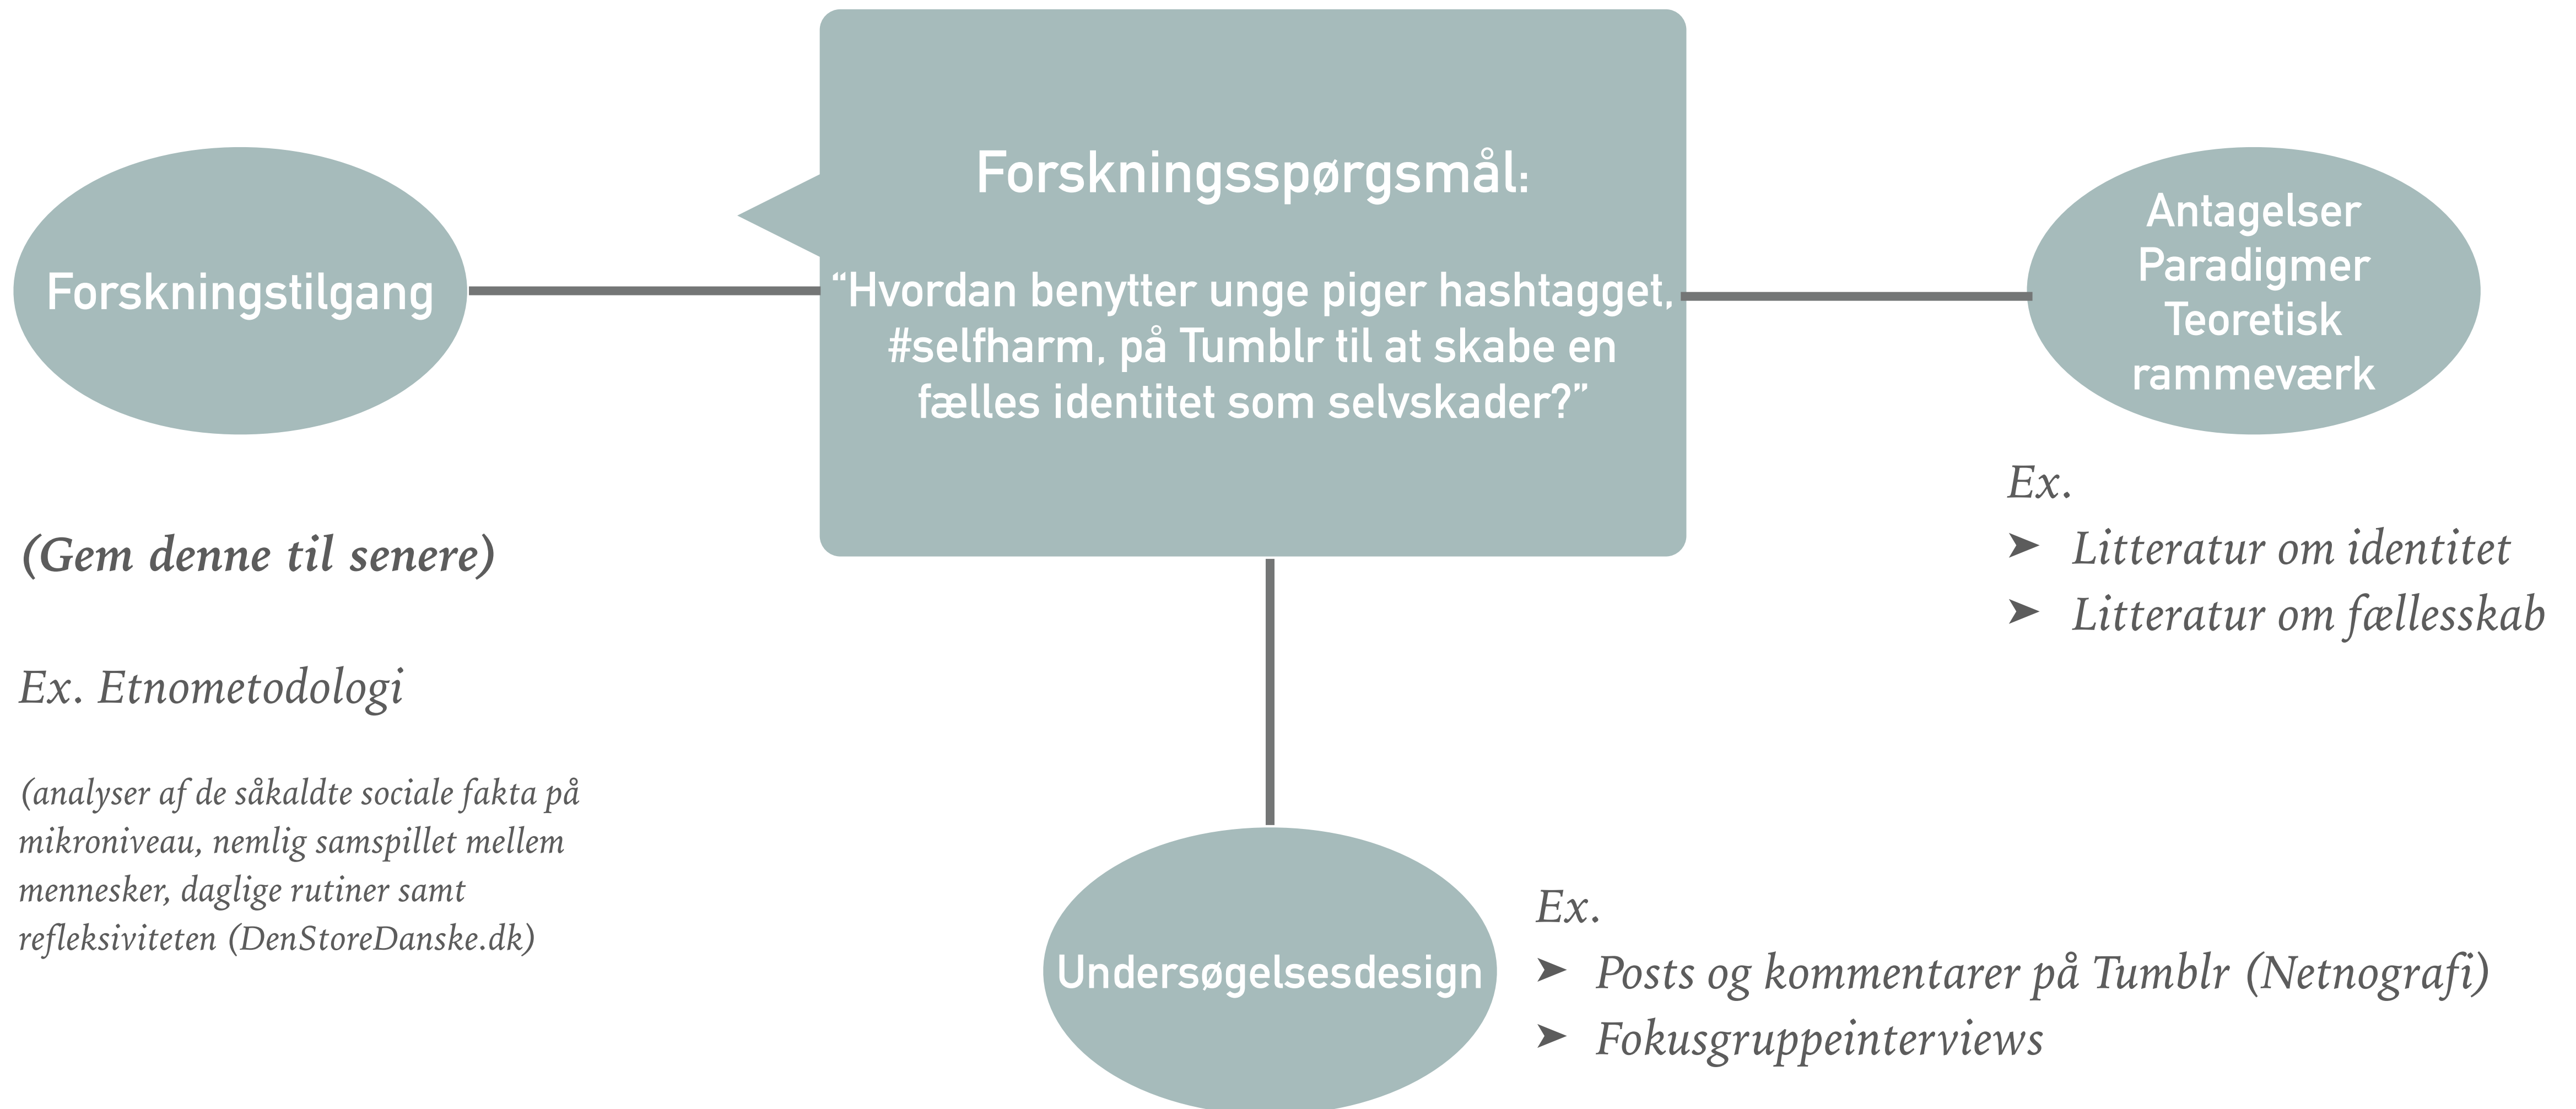 Forskningsspørgsmål:
“Hvordan benytter unge piger hashtagget,
#selfharm, på Tumblr til at skabe en
fælles identitet som selvskader?”
Forskningstilgang
(Gem denne til senere)
Ex. Etnometodologi
(analyser af de såkaldte sociale fakta på
mikroniveau, nemlig samspillet mellem
mennesker, daglige rutiner samt
refleksiviteten (DenStoreDanske.dk)
Antagelser
Paradigmer
Teoretisk
rammeværk
Ex.
➤ Litteratur om identitet
➤ Litteratur om fællesskab
Undersøgelsesdesign
Ex.
➤ Posts og kommentarer på Tumblr (Netnografi)
➤ Fokusgruppeinterviews